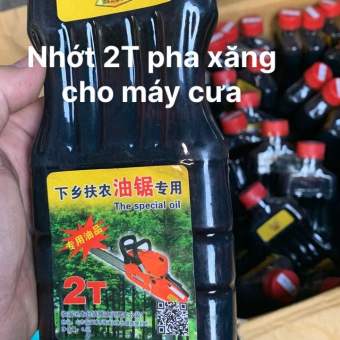 Nhớt 2T pha xăng
cho máy cưa
下乡扶农油锯专用
The special oil
专用油品
2T